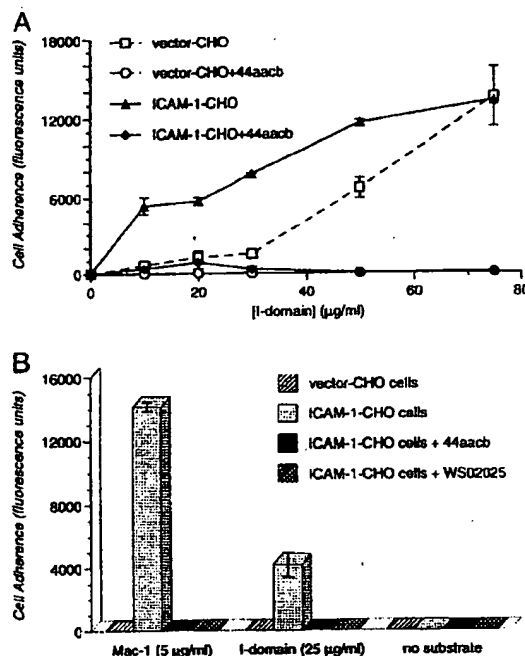 A
Cell Adherence (fluorescence units)
18000
12000
6000
0
vector-CHO
vector-CHO+44aacb
ICAM-1-CHO
ICAM-1-CHO+44aacb
0 20 40 60 80
[I-domain] (µg/ml)
B
Cell Adherence (fluorescence units)
16000
12000
8000
4000
0
vector-CHO cells
ICAM-1-CHO cells
ICAM-1-CHO cells + 44aacb
ICAM-1-CHO cells + WS02025
Mac-1 (5 µg/ml) I-domain (25 µg/ml) no substrate